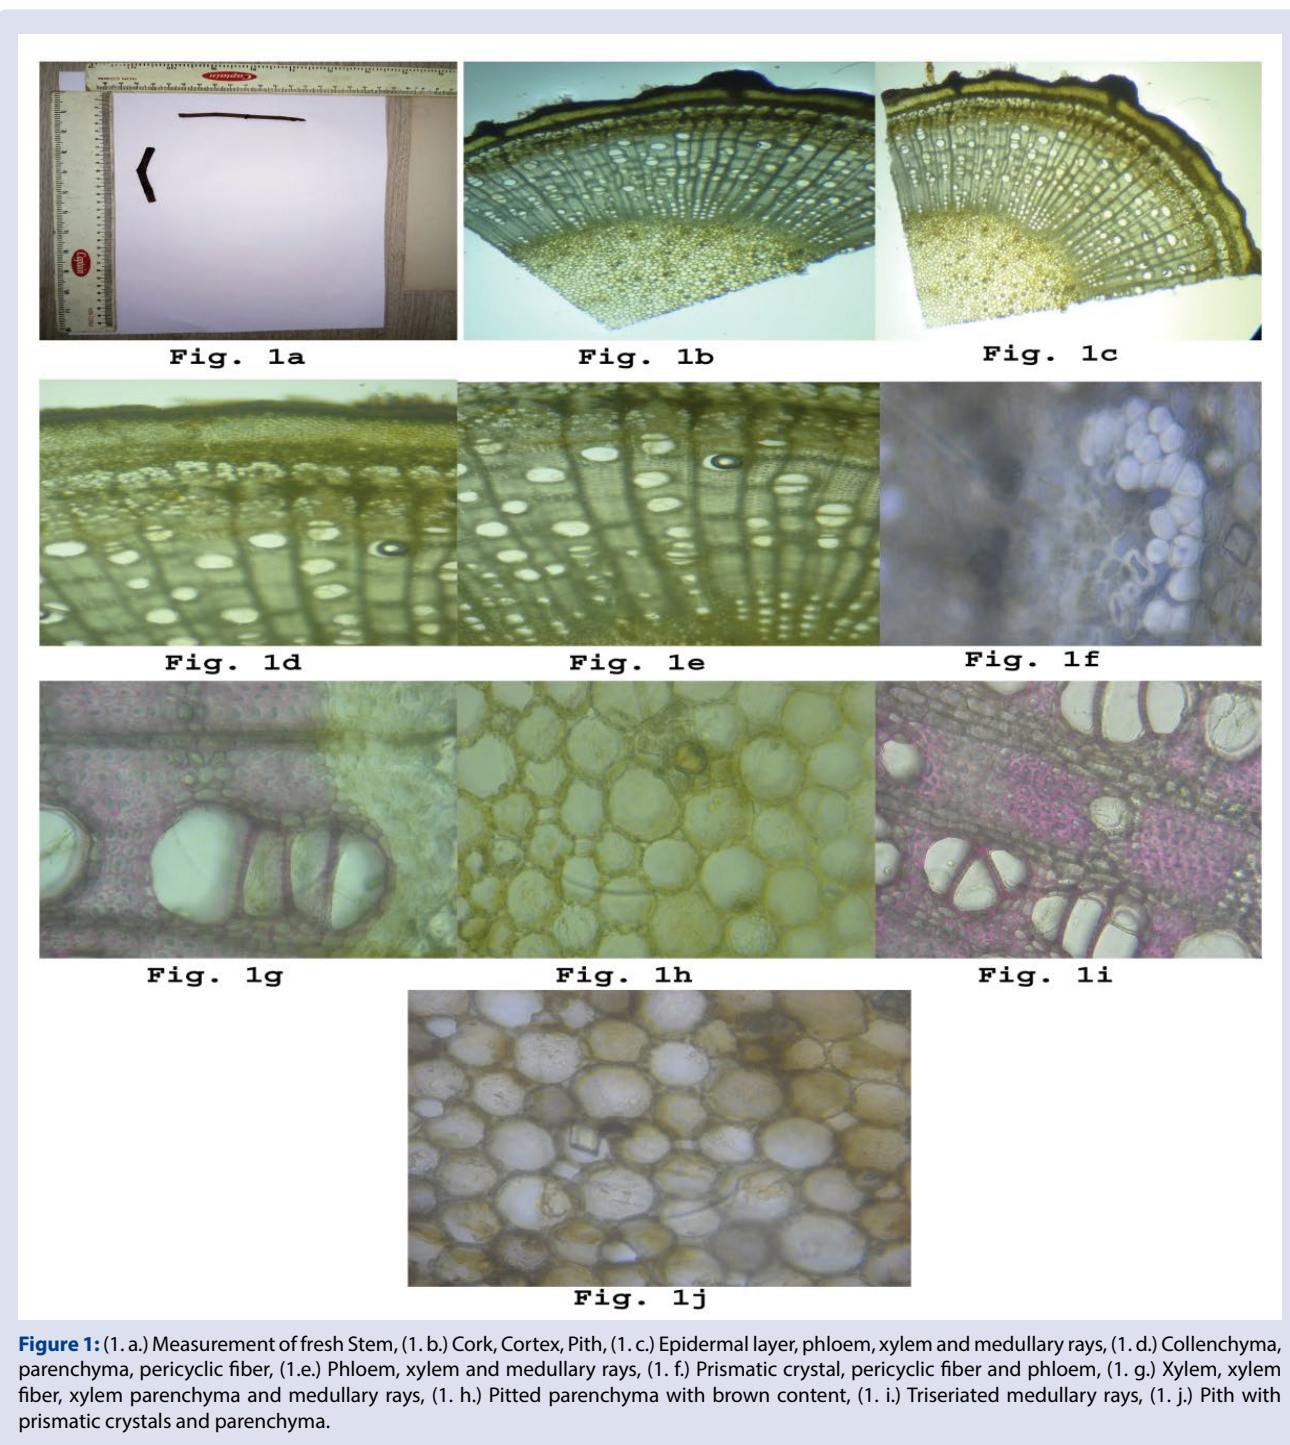 Captain
Captain
Fig. 1a
Fig. 1b
Fig. 1c
Fig. 1d
Fig. 1e
Fig. 1f
Fig. 1g
Fig. 1h
Fig. 1i
Fig. 1j
Figure 1: (1. a.) Measurement of fresh Stem, (1. b.) Cork, Cortex, Pith, (1. c.) Epidermal layer, phloem, xylem and medullary rays, (1. d.) Collenchyma,
parenchyma, pericyclic fiber, (1.e.) Phloem, xylem and medullary rays, (1. f.) Prismatic crystal, pericyclic fiber and phloem, (1. g.) Xylem, xylem
fiber, xylem parenchyma and medullary rays, (1. h.) Pitted parenchyma with brown content, (1. i.) Triseriated medullary rays, (1. j.) Pith with
prismatic crystals and parenchyma.